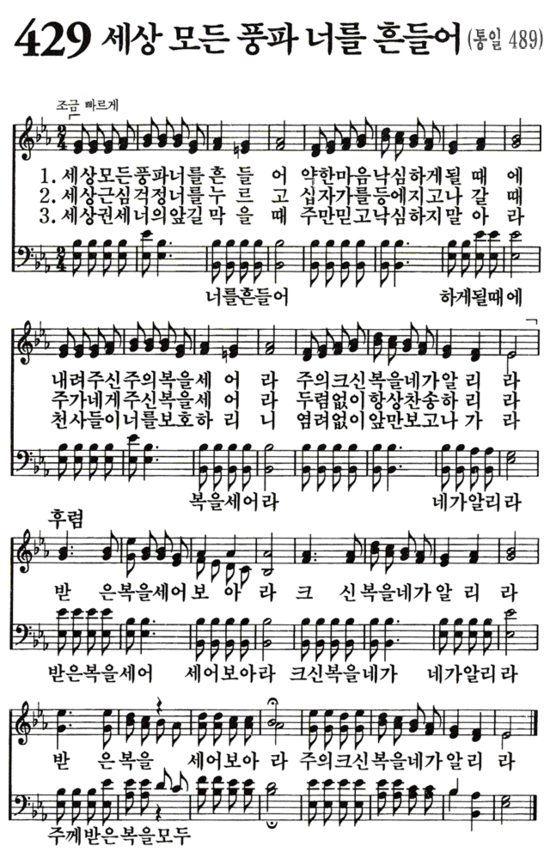 429 세상 모든 풍파 너를 흔들어 (통일 489)
조금 빠르게
1. 세상모든풍파너를흔 들 어 약한마음낙심하게될 때 에
2. 세상근심걱정너를누 르 고 십자가를등에지고나 갈 때
3. 세상권세너의앞길막 을 때 주만믿고낙심하지말 아 라
너를흔들어 하게될때에
내려주신주의복을세 어 라 주의크신복을네가알 리 라
주가네게주신복을세 어 라 두렴없이항상찬송하 리 라
천사들이너를보호하 리 니 염려없이앞만보고나 가 라
복을세어라 네가알리라
후렴
받 은복을세어보 아 라 크 신복을네가알 리 라
받은복을세어 세어보아라 크신복을네가 네가알리라
받 은복을 세어보아 라 주의크신복을네가알 리 라
주께받은복을모두